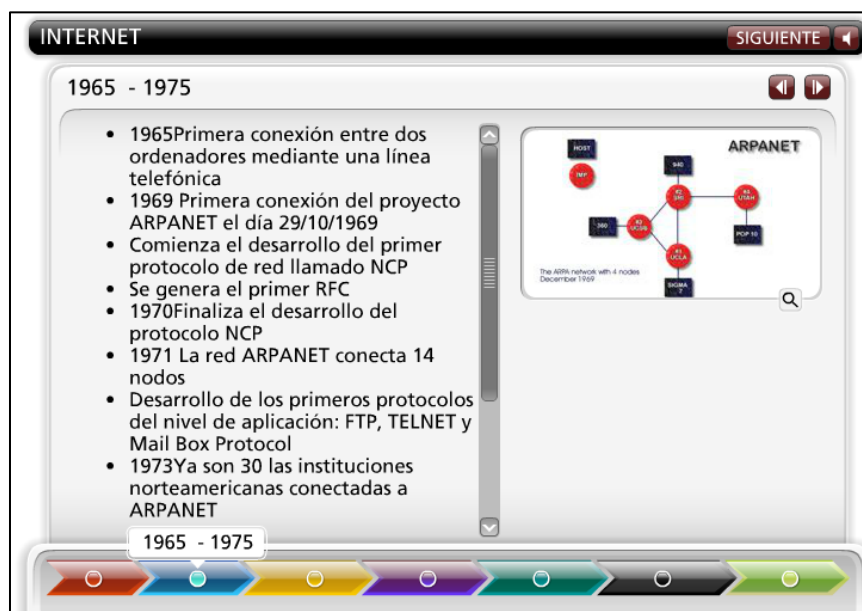 INTERNET
SIGUIENTE
1965 - 1975
• 1965Primera conexión entre dos
ordenadores mediante una línea
telefónica
• 1969 Primera conexión del proyecto
ARPANET el día 29/10/1969
• Comienza el desarrollo del primer
protocolo de red llamado NCP
• Se genera el primer RFC
• 1970Finaliza el desarrollo del
protocolo NCP
• 1971 La red ARPANET conecta 14
nodos
• Desarrollo de los primeros protocolos
del nivel de aplicación: FTP, TELNET y
Mail Box Protocol
• 1973Ya son 30 las instituciones
norteamericanas conectadas a
ARPANET
ARPANET
HOST
IMP
940
#2
SRI
#4
UTAH
360
#3
UCSB
PDP 10
#1
UCLA
SIGMA
7
The ARPA network with 4 nodes
December 1969
1965 - 1975